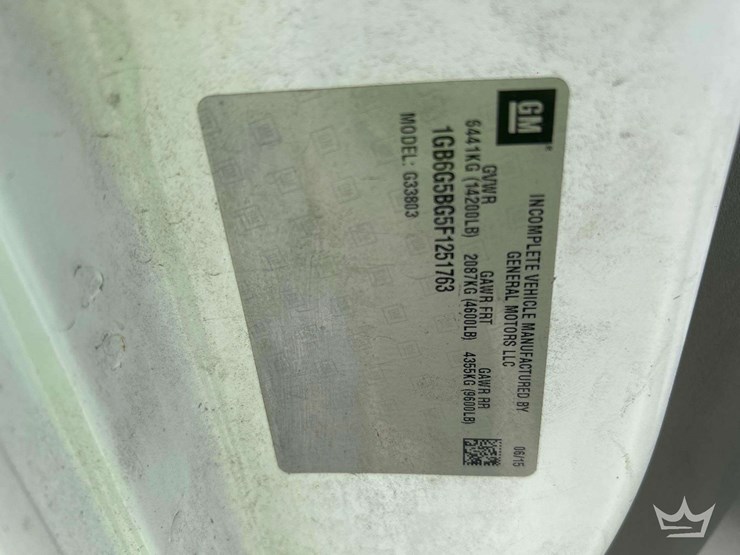 GM
INCOMPLETE VEHICLE MANUFACTURED BY
GENERAL MOTORS LLC
06/15
GVWR GAWR FRT GAWR RR
6441KG (14200LB) 2087KG (4600LB) 4355KG (9600LB)
1GB6G5BG5F1251763
MODEL: G33803